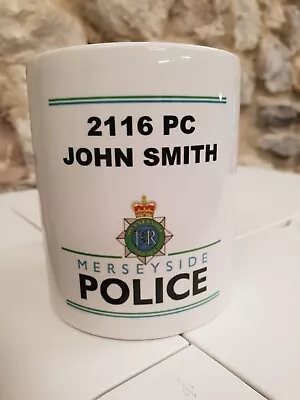 2116 PC
JOHN SMITH
MERSEYSIDE
POLICE